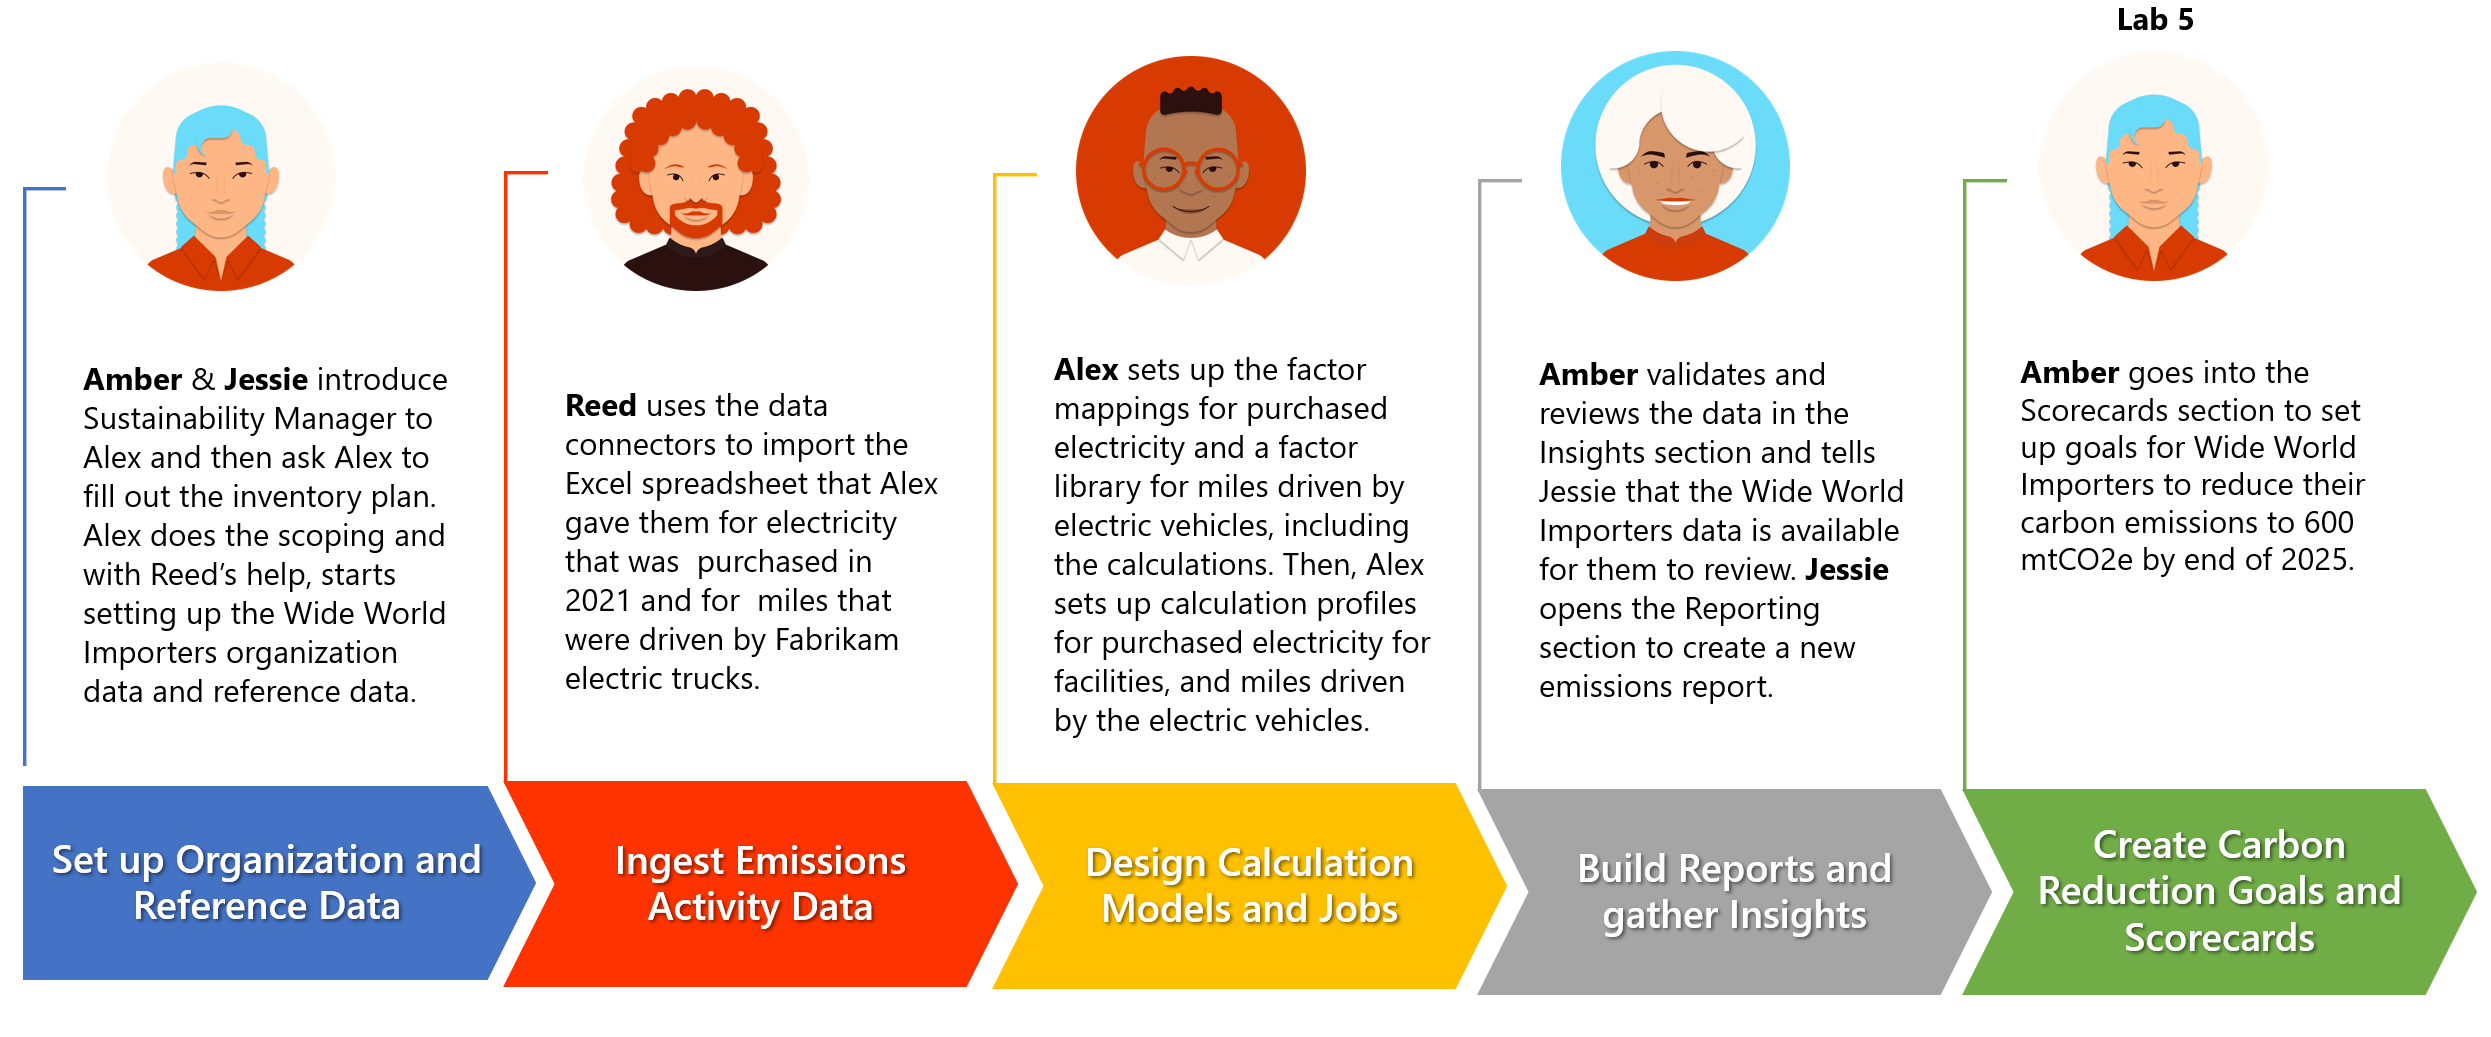 Lab 5
Amber & Jessie introduce
Sustainability Manager to
Alex and then ask Alex to
fill out the inventory plan.
Alex does the scoping and
with Reed’s help, starts
setting up the Wide World
Importers organization
data and reference data.
Reed uses the data
connectors to import the
Excel spreadsheet that Alex
gave them for electricity
that was  purchased in
2021 and for  miles that
were driven by Fabrikam
electric trucks.
Alex sets up the factor
mappings for purchased
electricity and a factor
library for miles driven by
electric vehicles, including
the calculations. Then, Alex
sets up calculation profiles
for purchased electricity for
facilities, and miles driven
by the electric vehicles.
Amber validates and
reviews the data in the
Insights section and tells
Jessie that the Wide World
Importers data is available
for them to review. Jessie
opens the Reporting
section to create a new
emissions report.
Amber goes into the
Scorecards section to set
up goals for Wide World
Importers to reduce their
carbon emissions to 600
mtCO2e by end of 2025.
Set up Organization and
Reference Data
Ingest Emissions
Activity Data
Design Calculation
Models and Jobs
Build Reports and
gather Insights
Create Carbon
Reduction Goals and
Scorecards